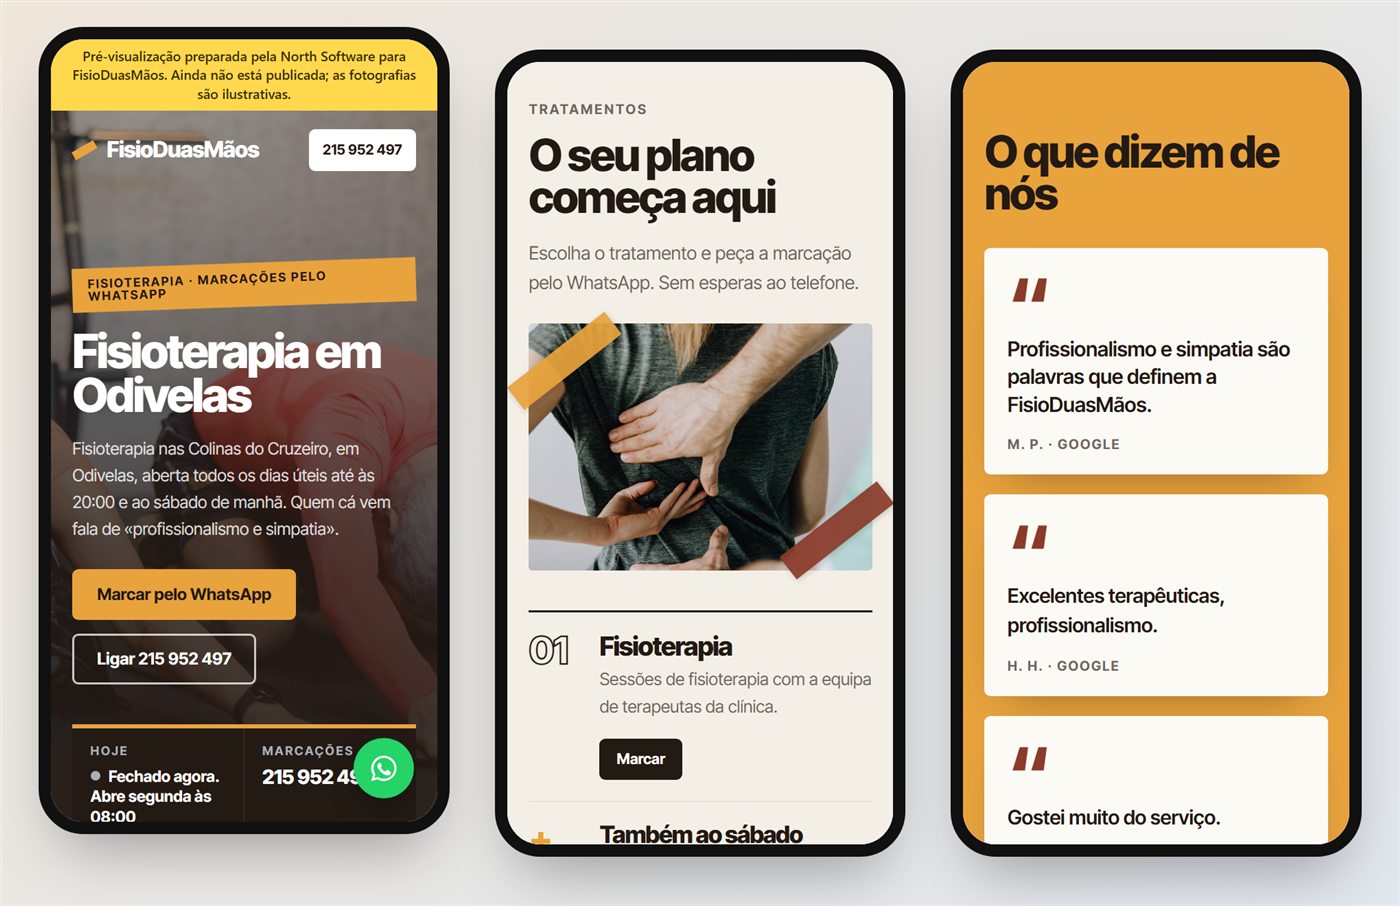 Pré-visualização preparada pela North Software para
FisioDuasMãos. Ainda não está publicada; as fotografias
são ilustrativas.
FisioDuasMãos
215 952 497
FISIOTERAPIA · MARCAÇÕES PELO
WHATSAPP
Fisioterapia em
Odivelas
Fisioterapia nas Colinas do Cruzeiro, em
Odivelas, aberta todos os dias úteis até às
20:00 e ao sábado de manhã. Quem cá vem
fala de «profissionalismo e simpatia».
Marcar pelo WhatsApp
Ligar 215 952 497
HOJE
Fechado agora.
Abre segunda às
08:00
MARCAÇÕES
215 952 49
TRATAMENTOS
O seu plano
começa aqui
Escolha o tratamento e peça a marcação
pelo WhatsApp. Sem esperas ao telefone.
01
Fisioterapia
Sessões de fisioterapia com a equipa
de terapeutas da clínica.
Marcar
+
Também ao sábado
O que dizem de
nós
"
Profissionalismo e simpatia são
palavras que definem a
FisioDuasMãos.
M. P. · GOOGLE
"
Excelentes terapêuticas,
profissionalismo.
H. H. · GOOGLE
"
Gostei muito do serviço.